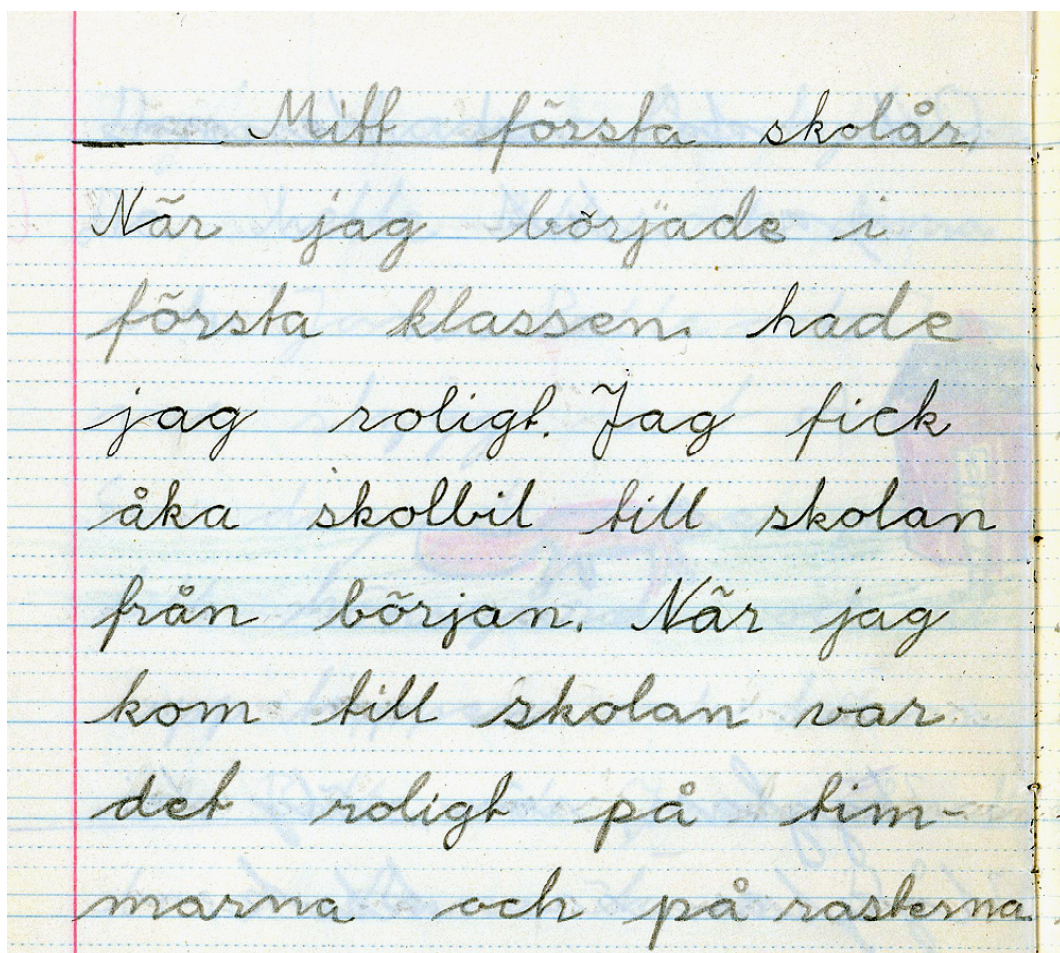 Mitt första skolår
När jag började i
första klassen hade
jag roligt. Jag fick
åka skolbil till skolan
från början. När jag
kom till skolan var
det roligt på tim-
marna och på rasterna